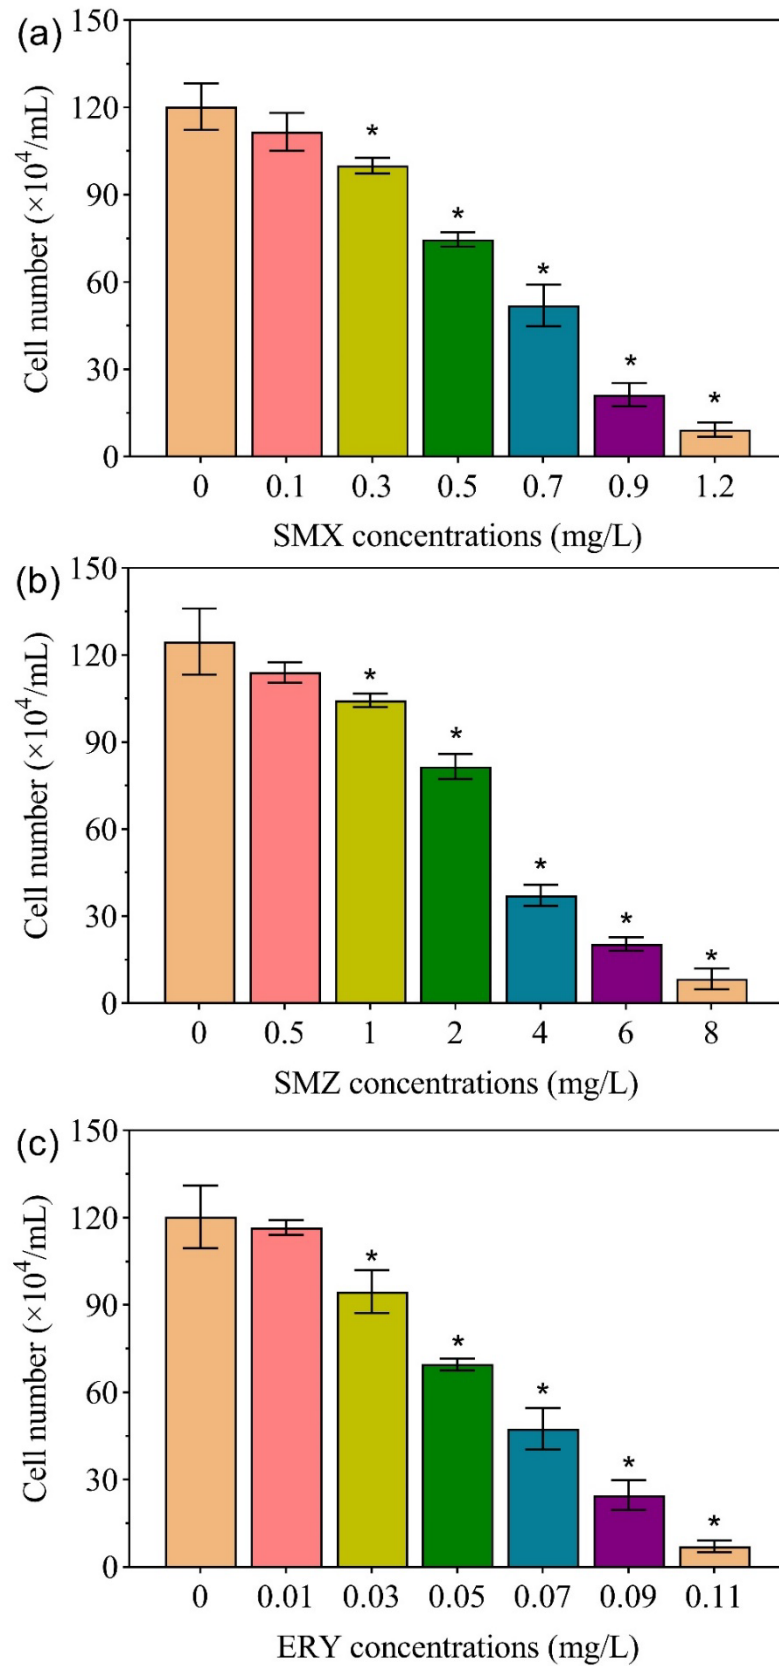 (a)
Cell number (×10⁴/mL)
150
120
90
60
30
0
* * * * *
0 0.1 0.3 0.5 0.7 0.9 1.2
SMX concentrations (mg/L)
(b)
Cell number (×10⁴/mL)
150
120
90
60
30
0
* * * * *
0 0.5 1 2 4 6 8
SMZ concentrations (mg/L)
(c)
Cell number (×10⁴/mL)
150
120
90
60
30
0
* * * * *
0 0.01 0.03 0.05 0.07 0.09 0.11
ERY concentrations (mg/L)